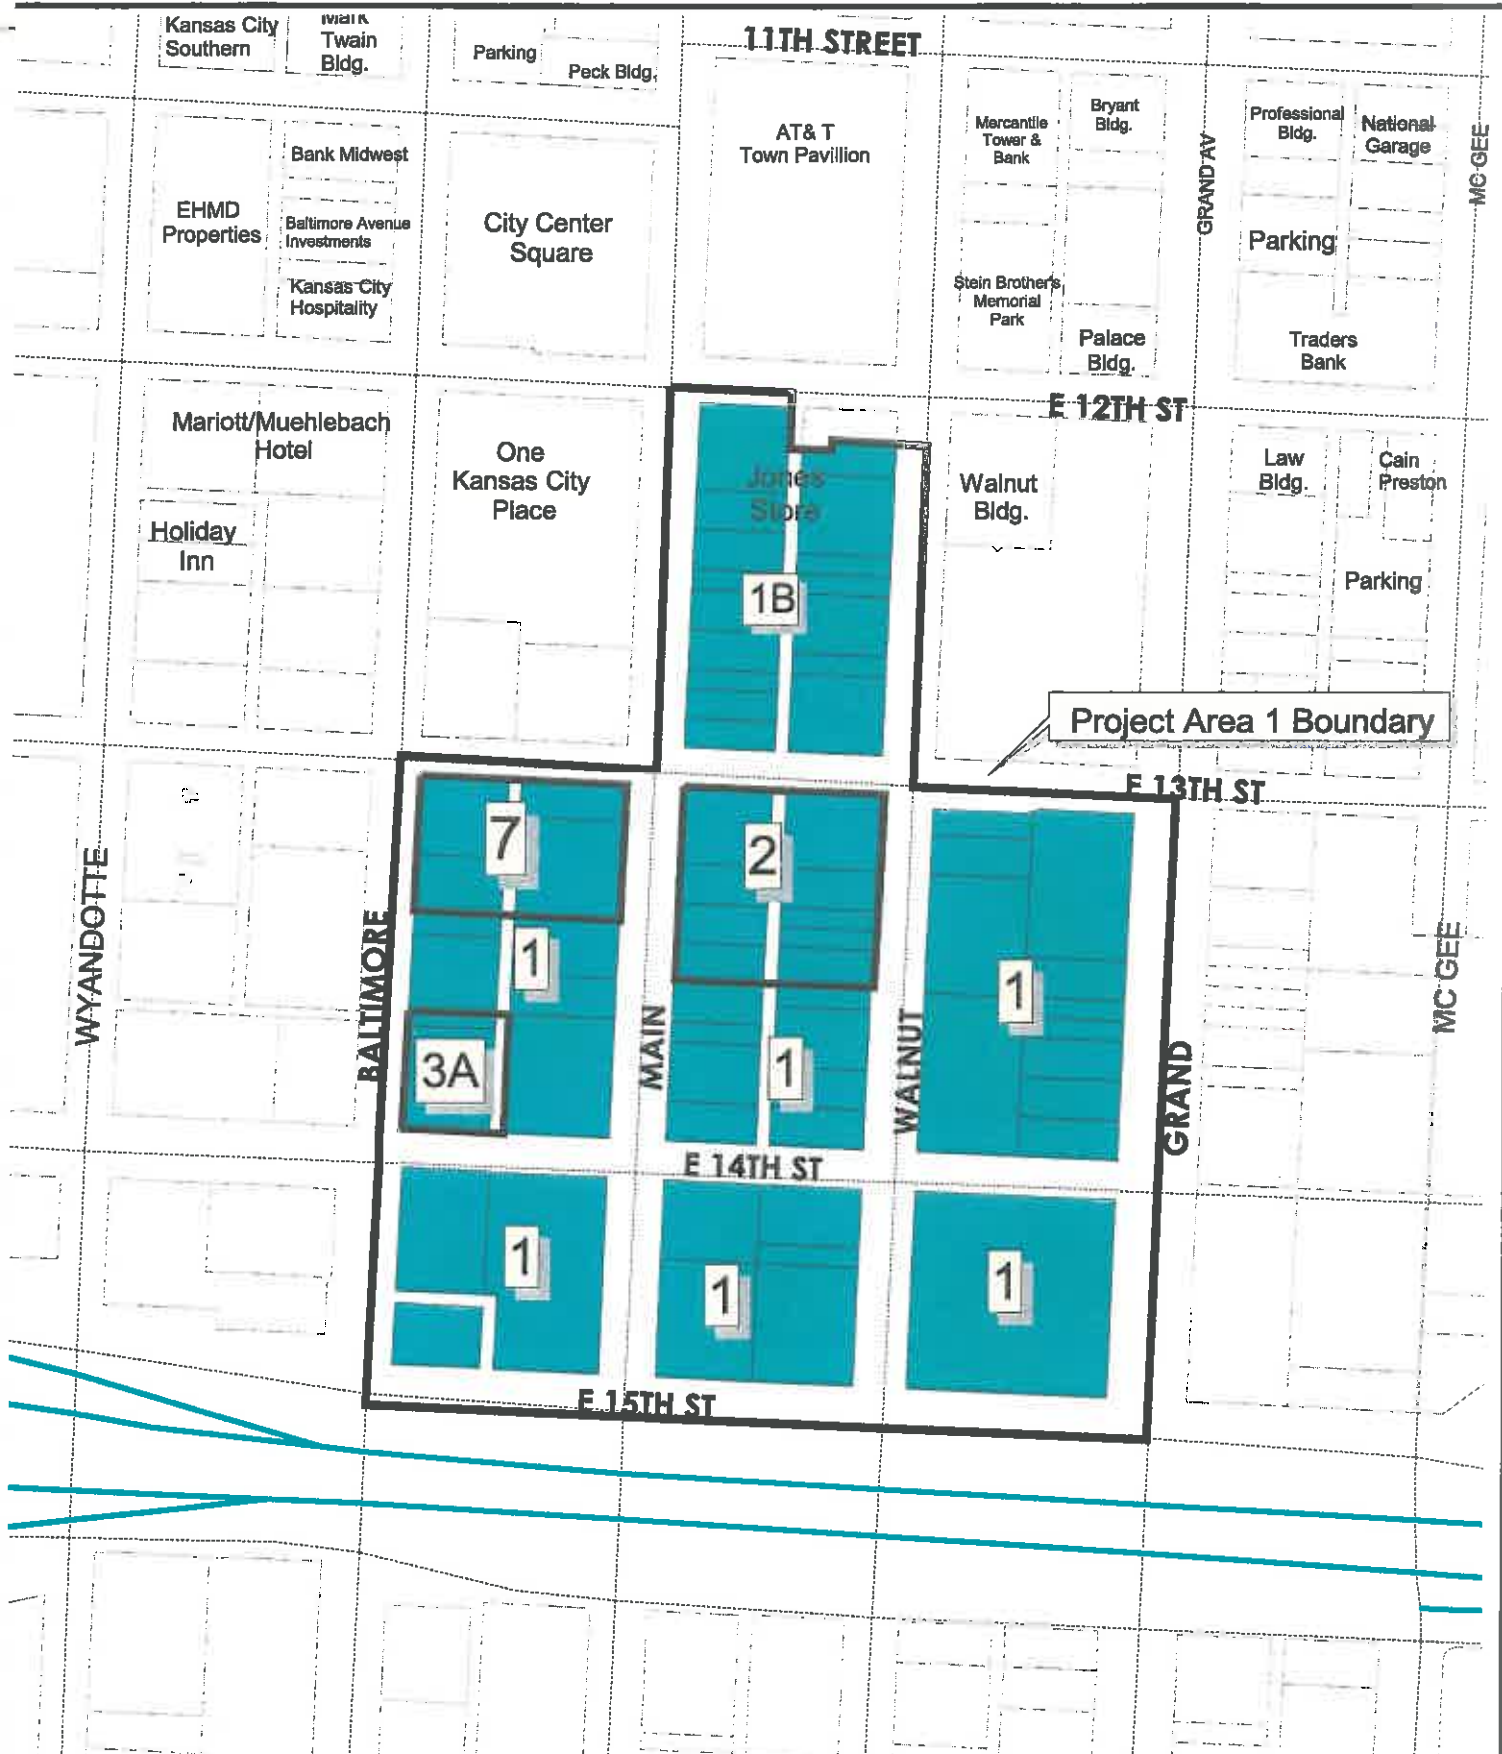 Kansas City
Southern
Mark
Twain
Bldg.
Parking
Peck Bldg.
11TH STREET
AT& T
Town Pavillion
Mercantile
Tower &
Bank
Bryant
Bldg.
GRAND AV
Professional
Bldg.
National
Garage
MC GEE
Bank Midwest
EHMD
Properties
Baltimore Avenue
Investments
Kansas City
Hospitality
City Center
Square
Stein Brother's
Memorial
Park
Palace
Bldg.
Parking
Traders
Bank
E 12TH ST
Mariott/Muehlebach
Hotel
Holiday
Inn
One
Kansas City
Place
Jones
Store
1B
Walnut
Bldg.
Law
Bldg.
Cain
Preston
Parking
Project Area 1 Boundary
E 13TH ST
WYANDOTTE
BALTIMORE
7
1
3A
MAIN
2
1
WALNUT
1
GRAND
MC GEE
E 14TH ST
1
1
1
E 15TH ST